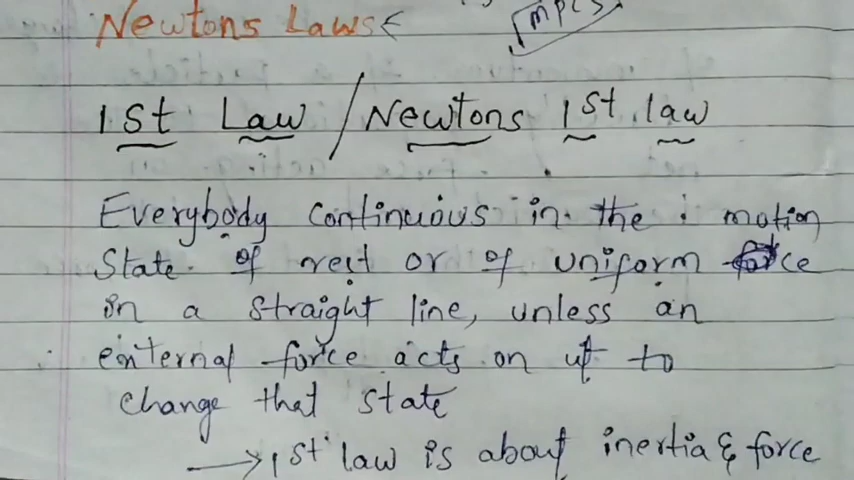 Newtons Laws
mpcs
1st Law / Newtons 1st law
Everybody continuous in the motion
State of rest or of uniform force
in a straight line, unless an
external force acts on it to
change that state
→ 1st law is about inertia & force